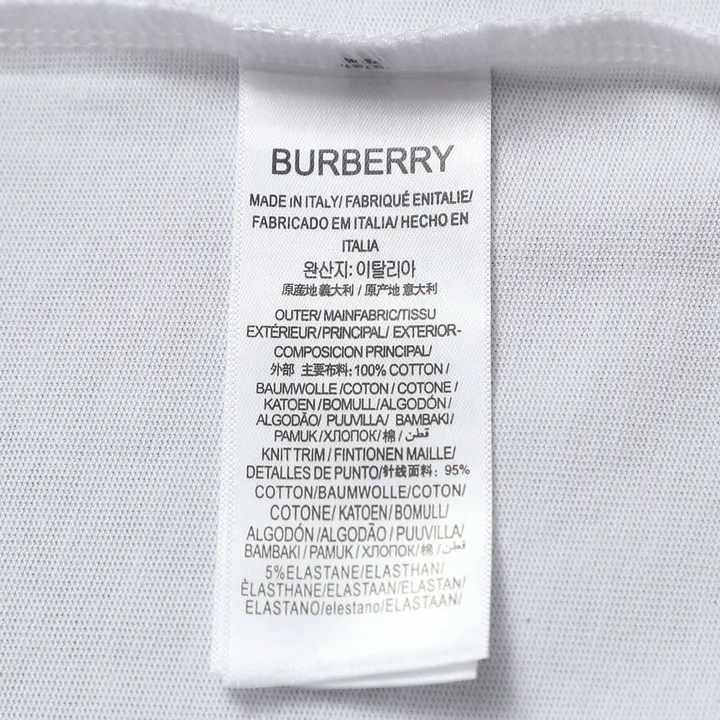 BURBERRY
MADE IN ITALY/ FABRIQUÉ ENITALIE/
FABRICADO EM ITALIA/ HECHO EN
ITALIA
완산지: 이탈리아
原産地 義大利 / 原产地 意大利
OUTER/ MAINFABRIC/TISSU
EXTÉRIEUR/PRINCIPAL/ EXTERIOR-
COMPOSICION PRINCIPAL/
外部 主要布料: 100% COTTON /
BAUMWOLLE /COTON / COTONE /
KATOEN / BOMULL/ ALGODÓN /
ALGODÃO/ PUUVILLA/ BAMBAKI/
PAMUK / ХЛОПОК/ 棉 / قطن /
KNIT TRIM / FINTIONEN MAILLE/
DETALLES DE PUNTO/针线面料: 95%
COTTON/BAUMWOLLE/COTON/
COTONE/ KATOEN/ BOMULL/
ALGODÓN /ALGODÃO / PUUVILLA/
BAMBAKI / PAMUK / ХЛОПОК/ 棉 / قطن /
5%ELASTANE/ELASTHAN/
ÈLASTHANE/ELASTAAN/ELASTAN/
ELASTANO/elestano/ELASTAAN/